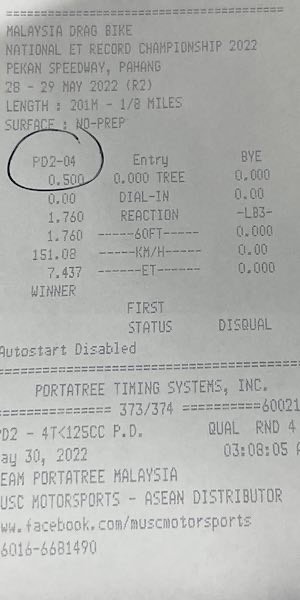 MALAYSIA DRAG BIKE
NATIONAL ET RECORD CHAMPIONSHIP 2022
PEKAN SPEEDWAY, PAHANG
28 - 29 MAY 2022 (R2)
LENGTH : 201M - 1/8 MILES
SURFACE : NO-PREP
PD2-04 Entry BYE
0.500 0.000 TREE 0.000
0.00 DIAL-IN 0.00
1.760 REACTION -LB3-
1.760 -----60FT----- 0.000
151.08 -----KM/H----- 0.00
7.437 ------ET------ 0.000
WINNER
FIRST
STATUS DISQUAL
Autostart Disabled
PORTATREE TIMING SYSTEMS, INC.
============== 373/374 ==========60021
PD2 - 4T<125CC P.D. QUAL RND 4
ay 30, 2022 03:08:05 A
EAM PORTATREE MALAYSIA
USC MOTORSPORTS - ASEAN DISTRIBUTOR
ww.facebook.com/muscmotorsports
6016-6681490